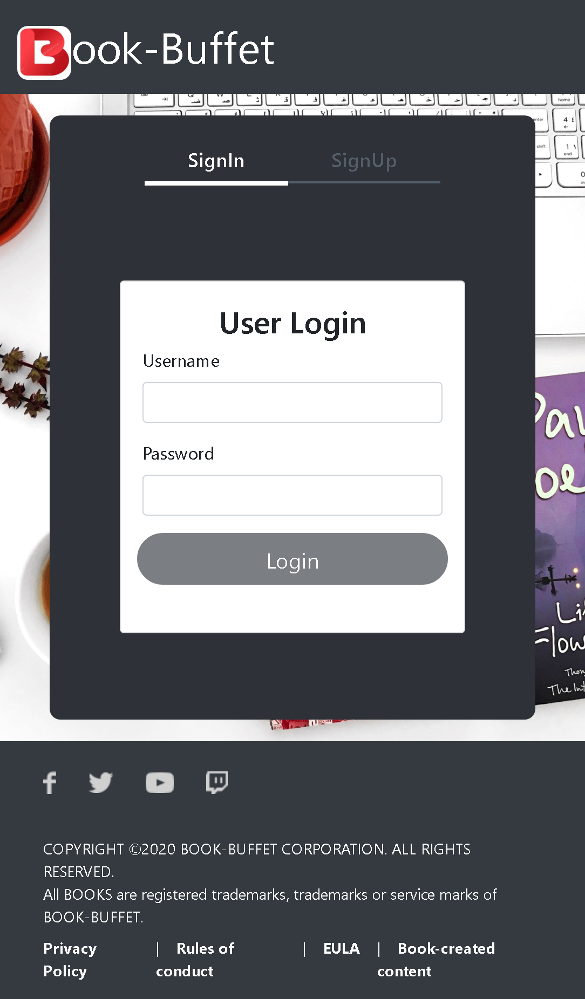 Book-Buffet
SignIn
SignUp
User Login
Username
Password
Login
COPYRIGHT ©2020 BOOK-BUFFET CORPORATION. ALL RIGHTS
RESERVED.
All BOOKS are registered trademarks, trademarks or service marks of
BOOK-BUFFET.
Privacy Policy
| Rules of conduct
| EULA
| Book-created content